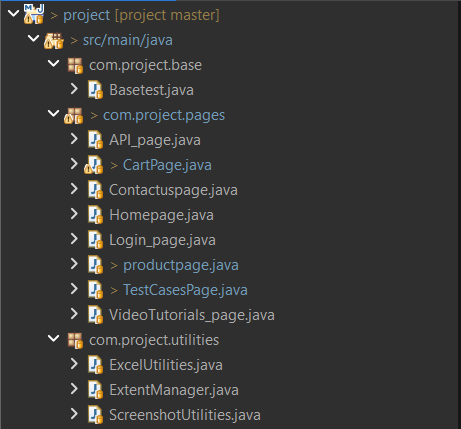 > project [project master]
> src/main/java
com.project.base
Basetest.java
> com.project.pages
API_page.java
> CartPage.java
Contactuspage.java
Homepage.java
Login_page.java
> productpage.java
> TestCasesPage.java
VideoTutorials_page.java
com.project.utilities
ExcelUtilities.java
ExtentManager.java
ScreenshotUtilities.java